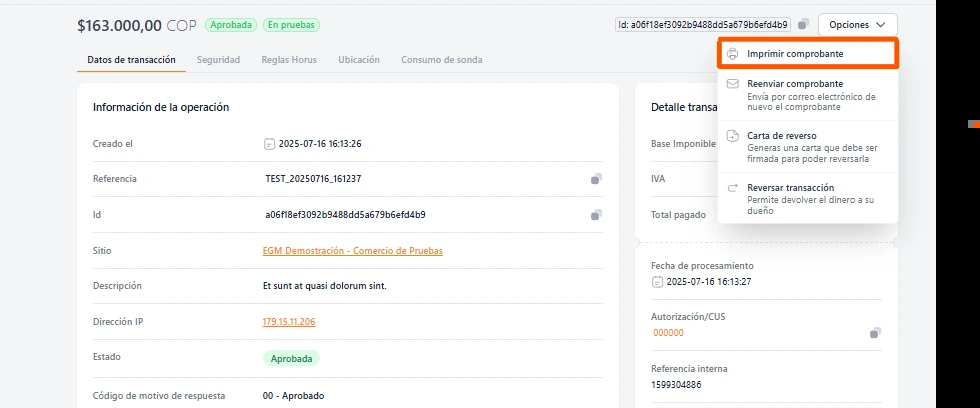 $163.000,00 COP Aprobada En pruebas
Id: a06f18ef3092b9488dd5a679b6efd4b9 Opciones
Datos de transacción Seguridad Reglas Horus Ubicación Consumo de sonda
Imprimir comprobante
Reenviar comprobante
Envía por correo electrónico de
nuevo el comprobante
Carta de reverso
Generas una carta que debe ser
firmada para poder reversarla
Reversar transacción
Permite devolver el dinero a su
dueño
Información de la operación
Creado el 2025-07-16 16:13:26
Referencia TEST_20250716_161237
Id a06f18ef3092b9488dd5a679b6efd4b9
Sitio EGM Demostración - Comercio de Pruebas
Descripción Et sunt at quasi dolorum sint.
Dirección IP 179.15.11.206
Estado Aprobada
Código de motivo de respuesta 00 - Aprobado
Detalle transa
Base Imponible
IVA
Total pagado
Fecha de procesamiento
2025-07-16 16:13:27
Autorización/CUS
000000
Referencia interna
1599304886